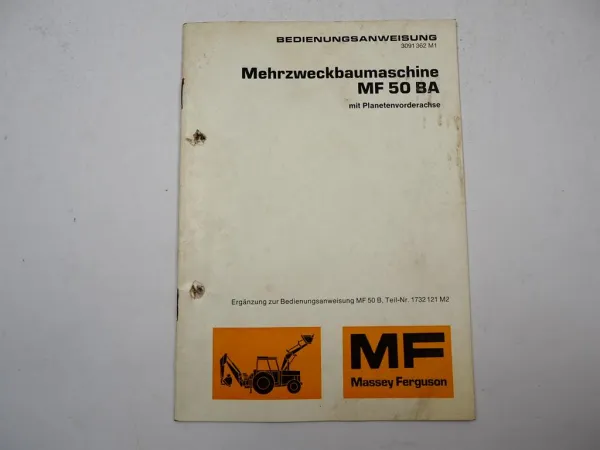 BEDIENUNGSANWEISUNG
3091 362 M1
Mehrzweckbaumaschine
MF 50 BA
mit Planetenvorderachse
Ergänzung zur Bedienungsanweisung MF 50 B, Teil-Nr. 1732 121 M2
MF
Massey Ferguson